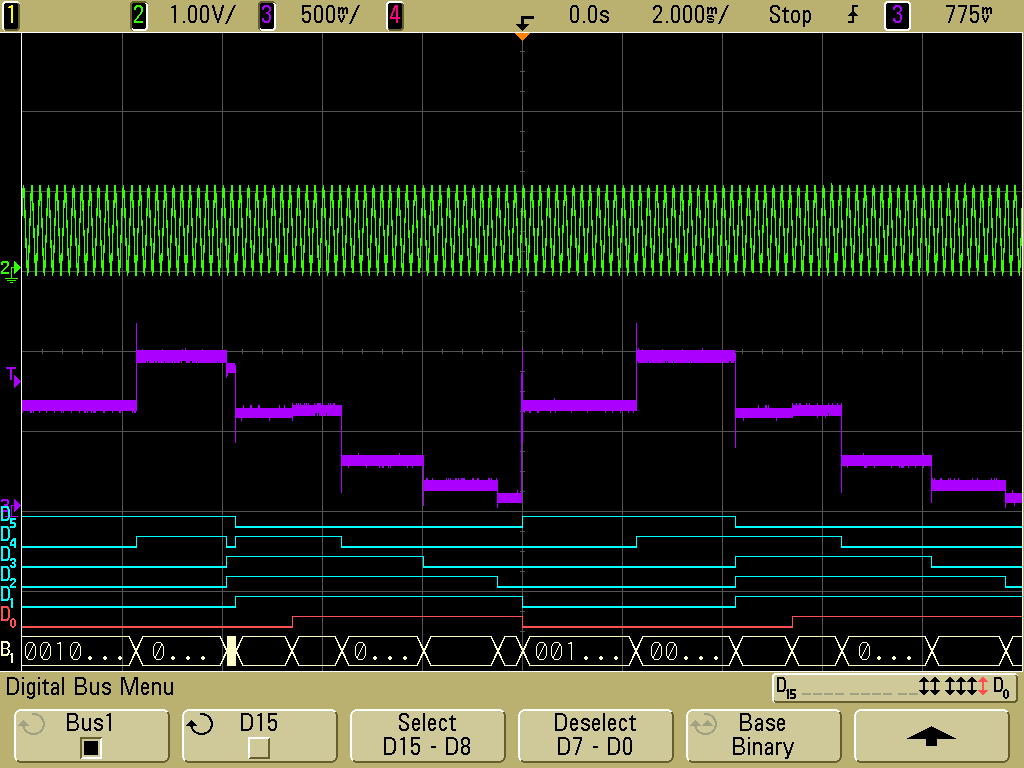 1 2 1.00V/ 3 500mV/ 4 0.0s 2.000ms/ Stop 3 775mV
2
T
3
D5
D4
D3
D2
D1
D0
B1 0010... 0... 0... 001... 00... 0...
Digital Bus Menu D15 D0
Bus1 D15 Select D15 - D8 Deselect D7 - D0 Base Binary